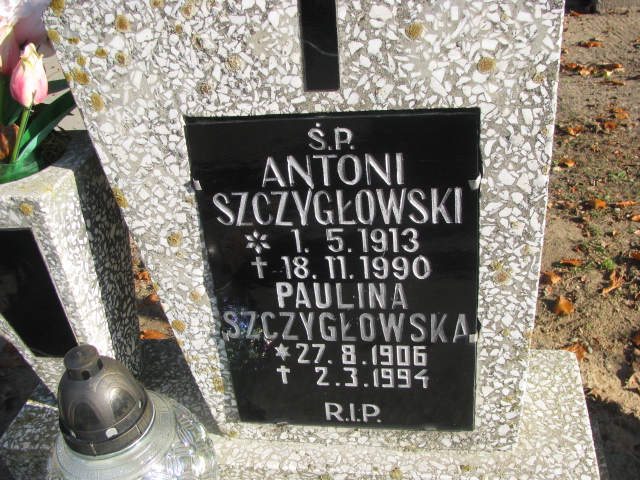 Ś.P.
ANTONI
SZCZYGŁOWSKI
* 1. 5. 1913
† 18. 11. 1990
PAULINA
SZCZYGŁOWSKA
* 27. 8. 1906
† 2. 3. 1994
R.I.P.